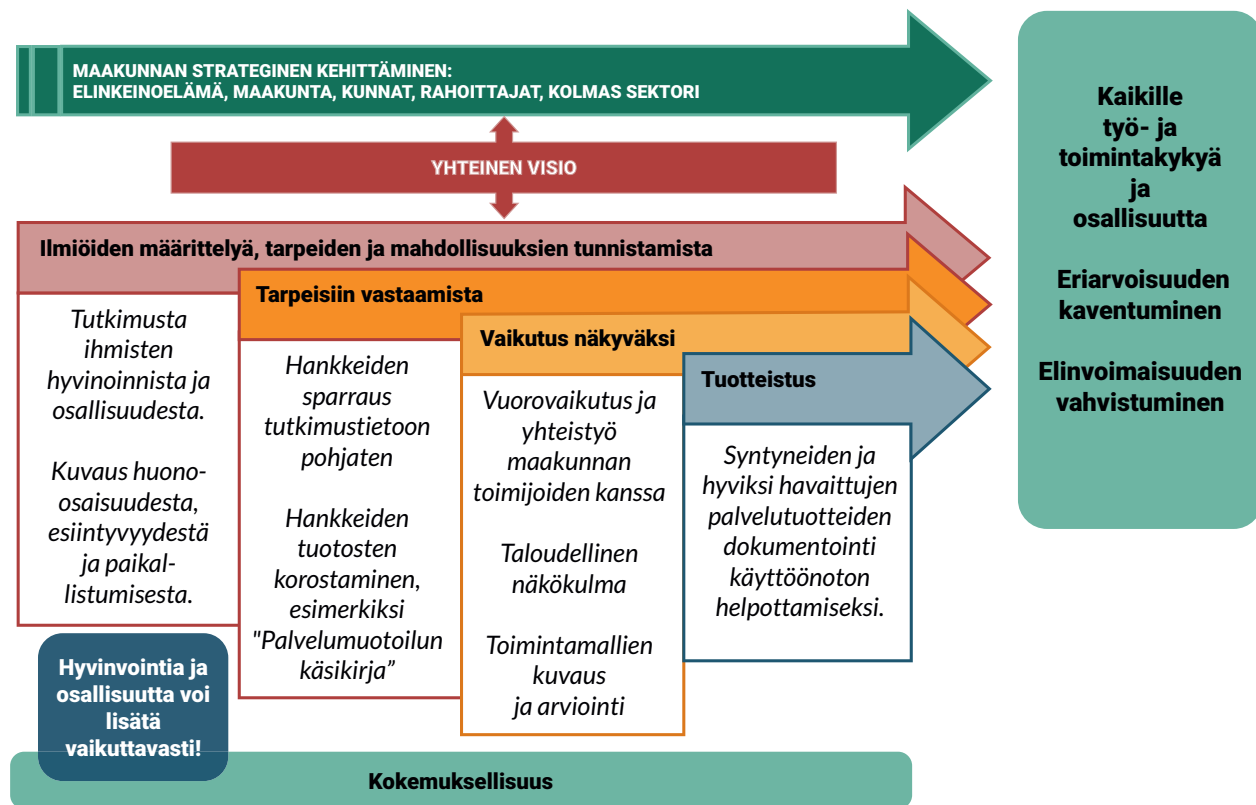 MAAKUNNAN STRATEGINEN KEHITTÄMINEN:
ELINKEINOELÄMÄ, MAAKUNTA, KUNNAT, RAHOITTAJAT, KOLMAS SEKTORI
YHTEINEN VISIO
Ilmiöiden määrittelyä, tarpeiden ja mahdollisuuksien tunnistamista
Tutkimusta
ihmisten
hyvinoinnista ja
osallisuudesta.
Kuvaus huono-
osaisuudesta,
esiintyvyydestä
ja paikal-
listumisesta.
Tarpeisiin vastaamista
Hankkeiden
sparraus
tutkimustietoon
pohjaten
Hankkeiden
tuotosten
korostaminen,
esimerkiksi
"Palvelumuotoilun
käsikirja”
Vaikutus näkyväksi
Vuorovaikutus ja
yhteistyö
maakunnan
toimijoiden kanssa
Taloudellinen
näkökulma
Toimintamallien
kuvaus
ja arviointi
Tuotteistus
Syntyneiden ja
hyviksi havaittujen
palvelutuotteiden
dokumentointi
käyttöönoton
helpottamiseksi.
Kaikille
työ- ja
toimintakykyä
ja
osallisuutta
Eriarvoisuuden
kaventuminen
Elinvoimaisuuden
vahvistuminen
Hyvinvointia ja
osallisuutta voi
lisätä
vaikuttavasti!
Kokemuksellisuus